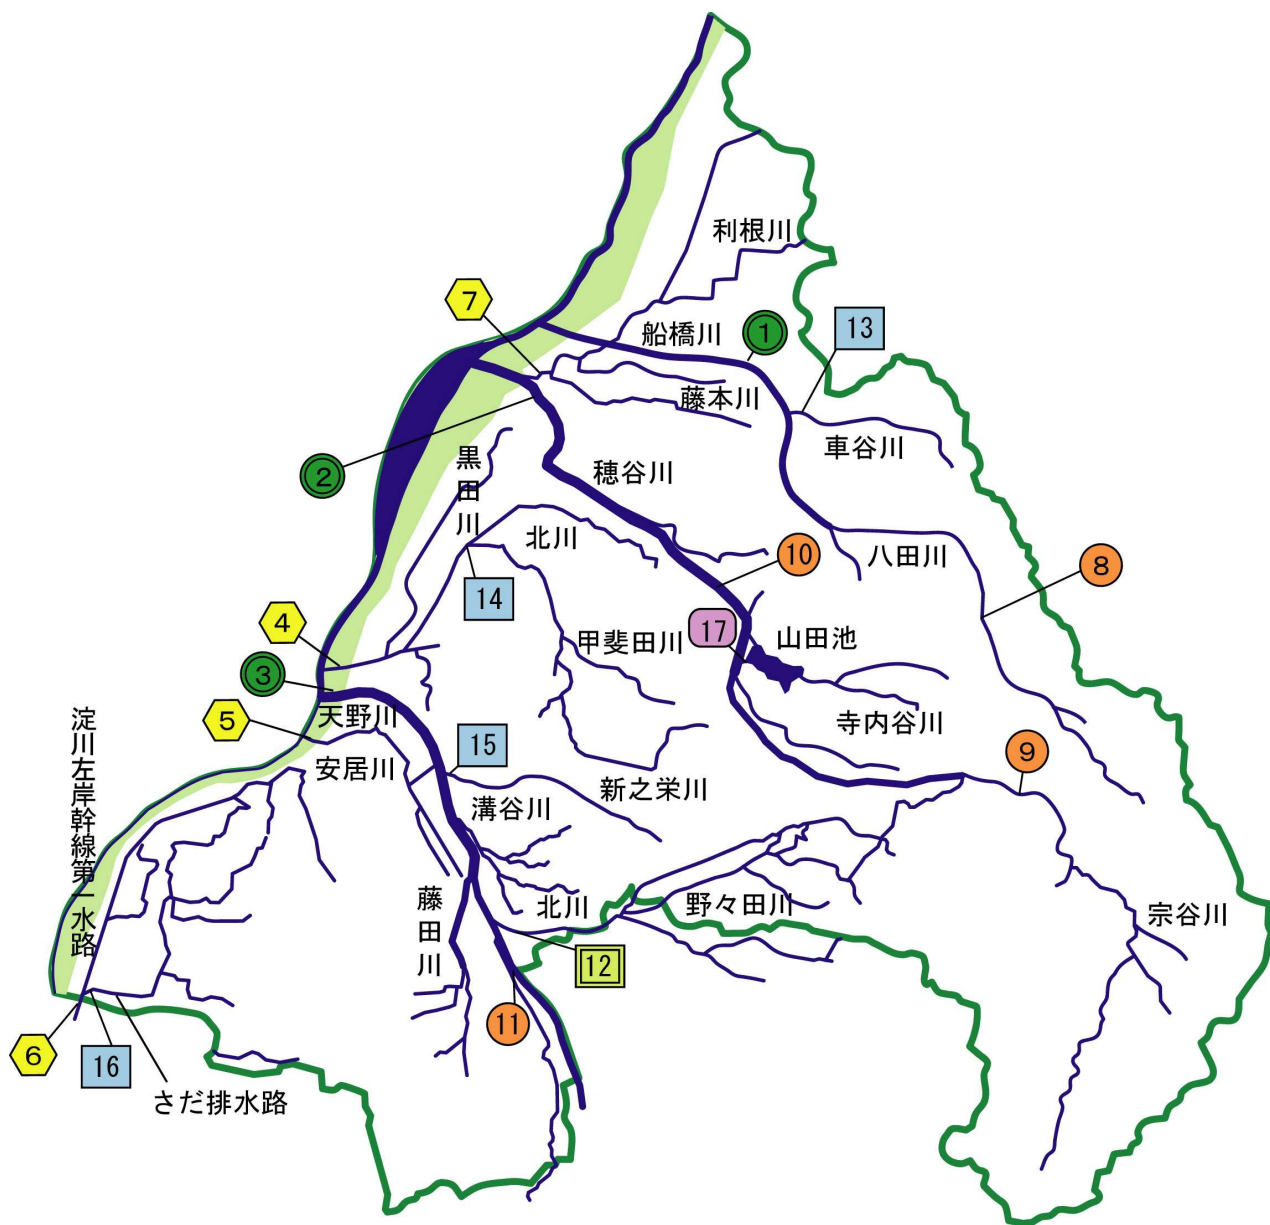 利根川
7
船橋川
1
13
藤本川
車谷川
2
黒田川
穂谷川
北川
10
八田川
8
14
4
甲斐田川
17
山田池
3
天野川
5
淀川左岸幹線第一水路
寺内谷川
15
9
安居川
新之栄川
溝谷川
藤田川
北川
野々田川
宗谷川
12
11
6
16
さだ排水路